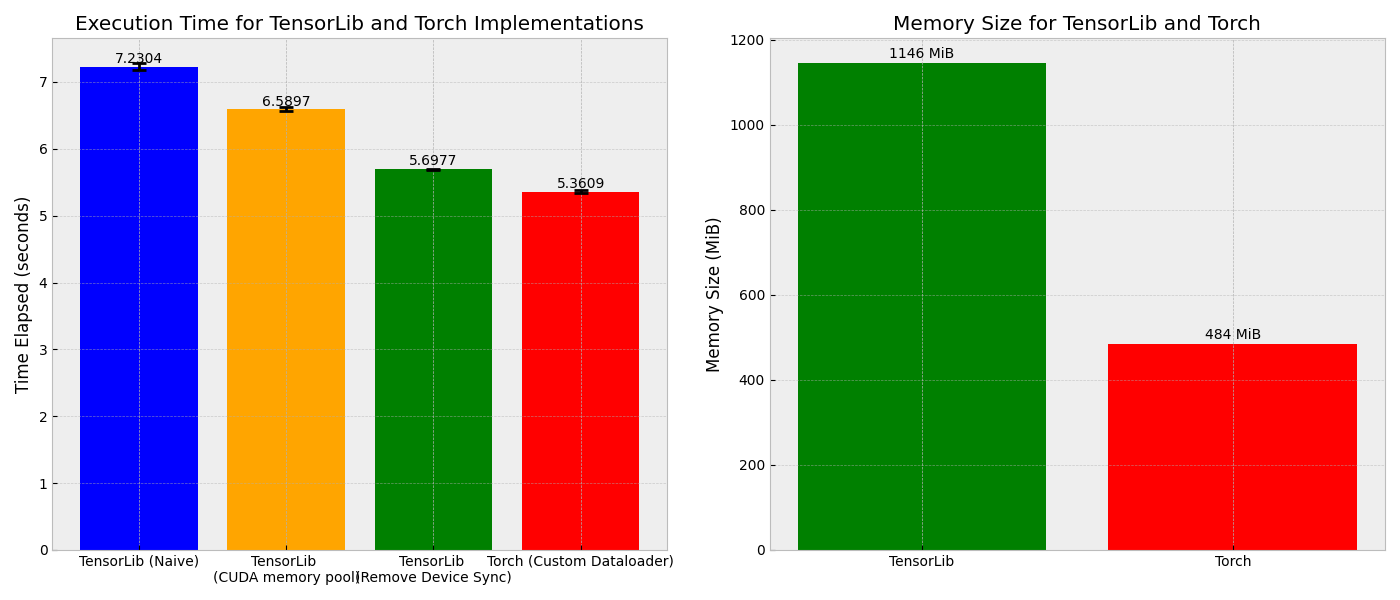 Execution Time for TensorLib and Torch Implementations
Time Elapsed (seconds)
7
6
5
4
3
2
1
0
7.2304
6.5897
5.6977
5.3609
TensorLib (Naive)
TensorLib
(CUDA memory pool)
TensorLib
(Remove Device Sync)
Torch (Custom Dataloader)
Memory Size for TensorLib and Torch
Memory Size (MiB)
1200
1000
800
600
400
200
0
1146 MiB
484 MiB
TensorLib
Torch